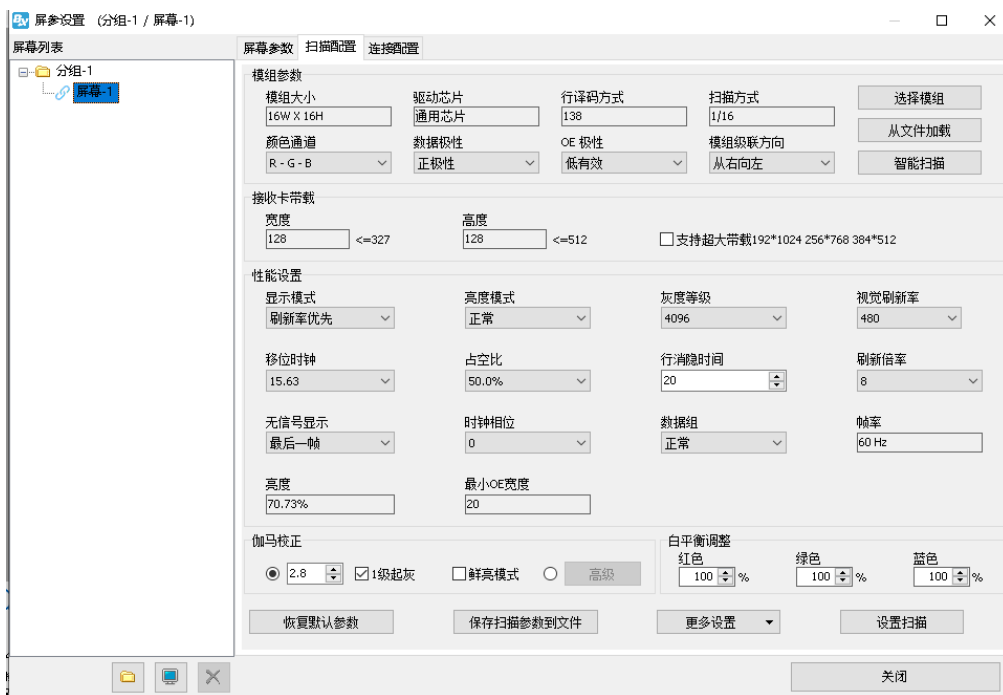 BX 屏参设置 (分组-1 / 屏幕-1)
屏幕列表
分组-1
屏幕-1
屏幕参数 扫描配置 连接配置
模组参数
模组大小 驱动芯片 行译码方式 扫描方式
16W X 16H 通用芯片 138 1/16 选择模组
从文件加载
颜色通道 数据极性 OE 极性 模组级联方向
R - G - B 正极性 低有效 从右向左 智能扫描
接收卡带载
宽度 高度
128 <=327 128 <=512 支持超大带载192*1024 256*768 384*512
性能设置
显示模式 亮度模式 灰度等级 视觉刷新率
刷新率优先 正常 4096 480
移位时钟 占空比 行消隐时间 刷新倍率
15.63 50.0% 20 8
无信号显示 时钟相位 数据组 帧率
最后一帧 0 正常 60 Hz
亮度 最小OE宽度
70.73% 20
伽马校正 白平衡调整
红色 绿色 蓝色
2.8 1级起灰 鲜亮模式 高级 100 % 100 % 100 %
恢复默认参数 保存扫描参数到文件 更多设置 设置扫描
关闭